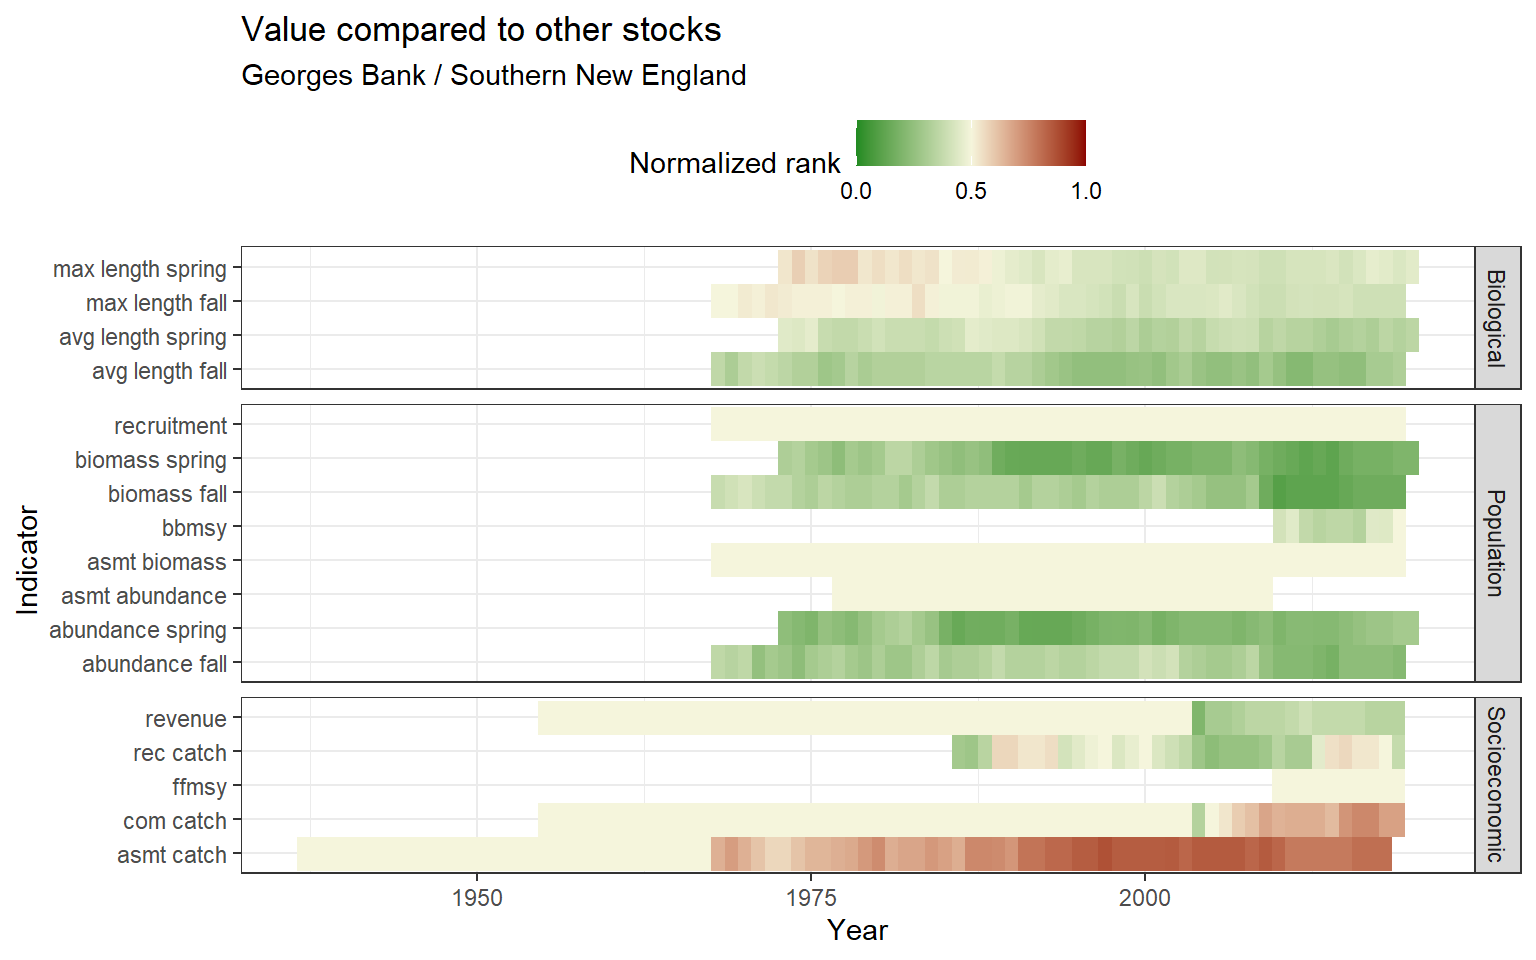 Value compared to other stocks
Georges Bank / Southern New England
Normalized rank
0.0 0.5 1.0
max length spring
max length fall
avg length spring
avg length fall
Biological
recruitment
biomass spring
biomass fall
bbmsy
asmt biomass
asmt abundance
abundance spring
abundance fall
Population
revenue
rec catch
ffmsy
com catch
asmt catch
Socioeconomic
Indicator
1950 1975 2000
Year